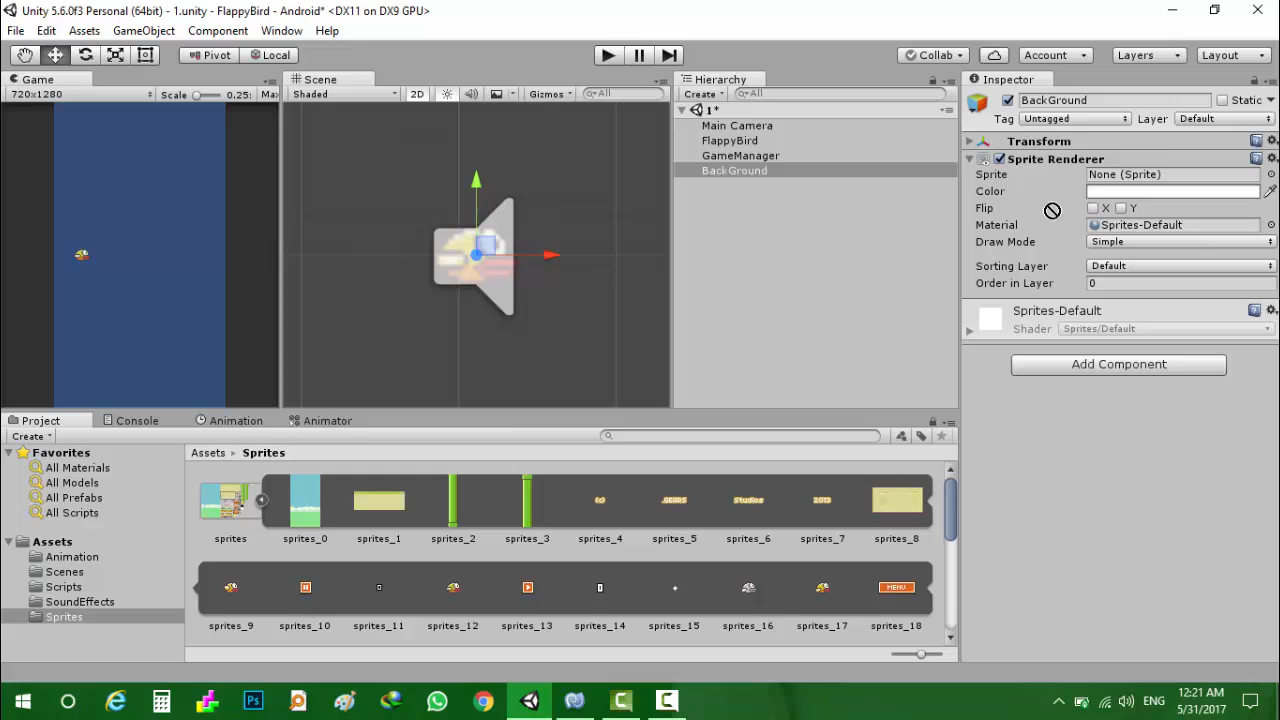 Unity 5.6.0f3 Personal (64bit) - 1.unity - FlappyBird - Android* <DX11 on DX9 GPU>
File Edit Assets GameObject Component Window Help
Pivot Local Collab Account Layers Layout
Game Scene Hierarchy Inspector
720x1280 Scale 0.25: Ma Shaded 2D Gizmos All Create All
BackGround Static
Tag Untagged Layer Default
1*
Main Camera
FlappyBird
GameManager
BackGround
Transform
Sprite Renderer
Sprite None (Sprite)
Color
Flip X Y
Material Sprites-Default
Draw Mode Simple
Sorting Layer Default
Order in Layer 0
Sprites-Default
Shader Sprites/Default
Add Component
Project Console Animation Animator
Create
Favorites
All Materials
All Models
All Prefabs
All Scripts
Assets
Animation
Scenes
Scripts
SoundEffects
Sprites
Assets Sprites
(c) .GEARS Studios 2013
sprites sprites_0 sprites_1 sprites_2 sprites_3 sprites_4 sprites_5 sprites_6 sprites_7 sprites_8
MENU
sprites_9 sprites_10 sprites_11 sprites_12 sprites_13 sprites_14 sprites_15 sprites_16 sprites_17 sprites_18
Ps
ENG
12:21 AM
5/31/2017